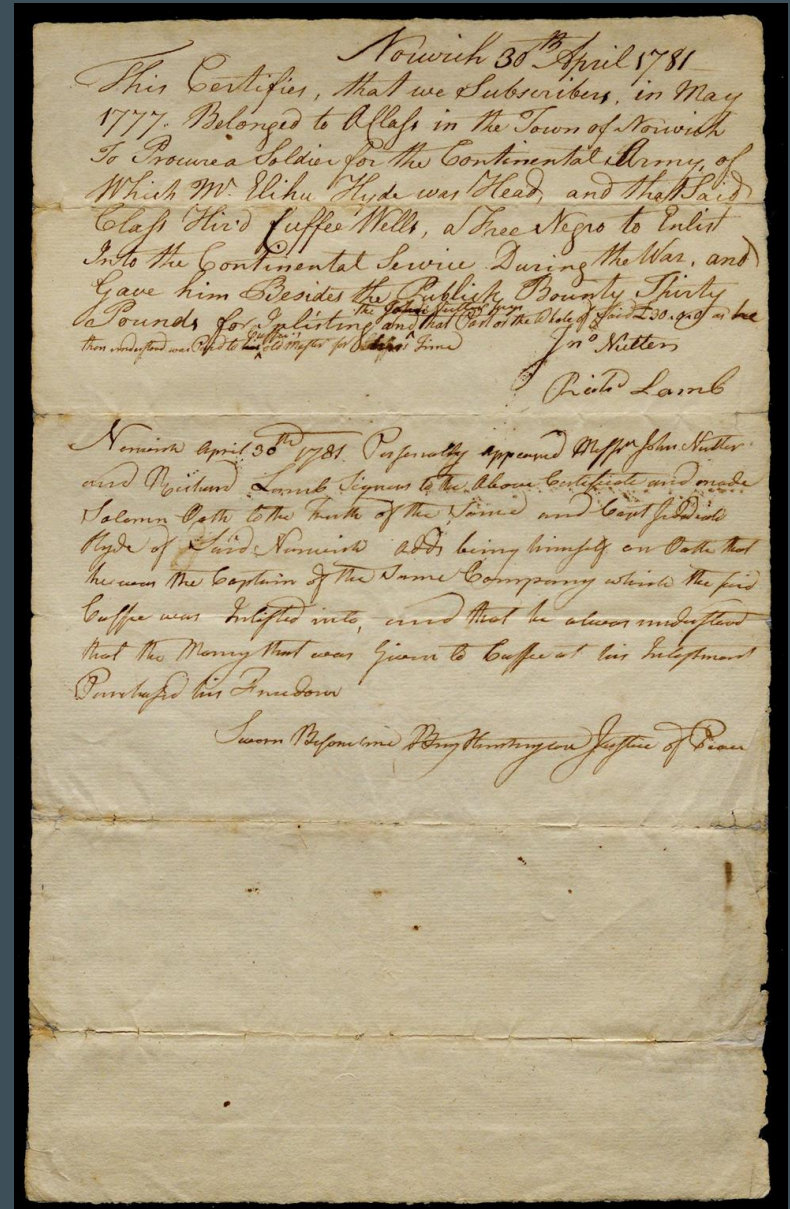 Norwich 30th April 1781
This Certifies, that we Subscribers, in May
1777. Belonged to a Class in the Town of Norwich
To Procure a Soldier for the Continental Army, of
Which Mr. Elihu Hyde was Head, and that Said
Class Hir'd Cuffee Wells, a Free Negro to Enlist
Into the Continental Service During the War, and
Gave him Besides the Publick Bounty Thirty
Pounds for Inlisting and that Part or the Whole of Said £30.0.0 as we
then understood was Paid to Cuffee's old Master for Time
Jno Nutter
Richd Lamb
Norwich April 30th 1781. Personally appeared Messrs John Nutter
and Richard Lamb Signers to the Above Certificate and made
Solemn Oath to the Truth of the Same and Capt Jedidiah
Hyde of Said Norwich adds being himself on Oath that
he was the Captain of the Same Company which the said
Cuffee was Inlisted into, and that he always understood
that the Money that was Given to Cuffee at his Inlistment
Purchased his Freedom
Sworn Before me Benj Huntington Justice of Peace